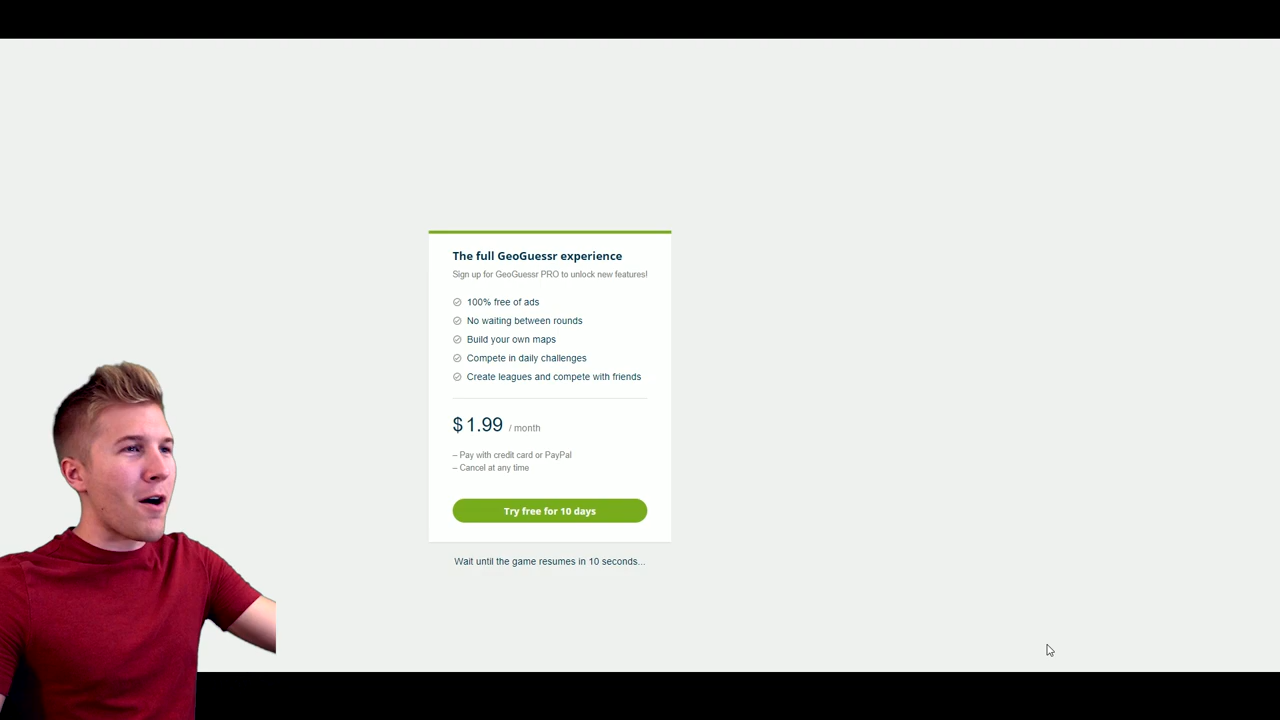 The full GeoGuessr experience
Sign up for GeoGuessr PRO to unlock new features!
100% free of ads
No waiting between rounds
Build your own maps
Compete in daily challenges
Create leagues and compete with friends
$1.99 / month
– Pay with credit card or PayPal
– Cancel at any time
Try free for 10 days
Wait until the game resumes in 10 seconds...